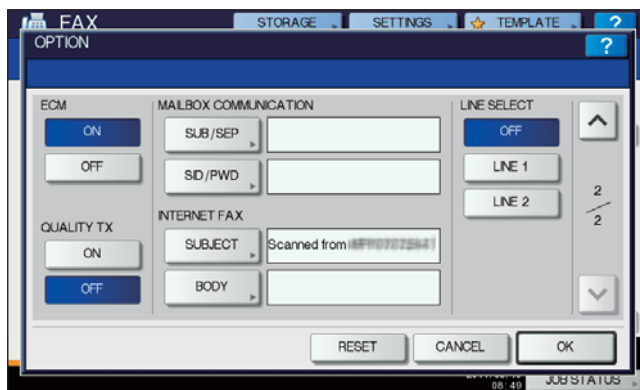 FAX
STORAGE SETTINGS TEMPLATE ?
OPTION ?
ECM
ON
OFF
QUALITY TX
ON
OFF
MAILBOX COMMUNICATION
SUB/SEP
SID/PWD
INTERNET FAX
SUBJECT Scanned from
BODY
LINE SELECT
OFF
LINE 1
LINE 2
2
2
RESET CANCEL OK
08:49 JOB STATUS